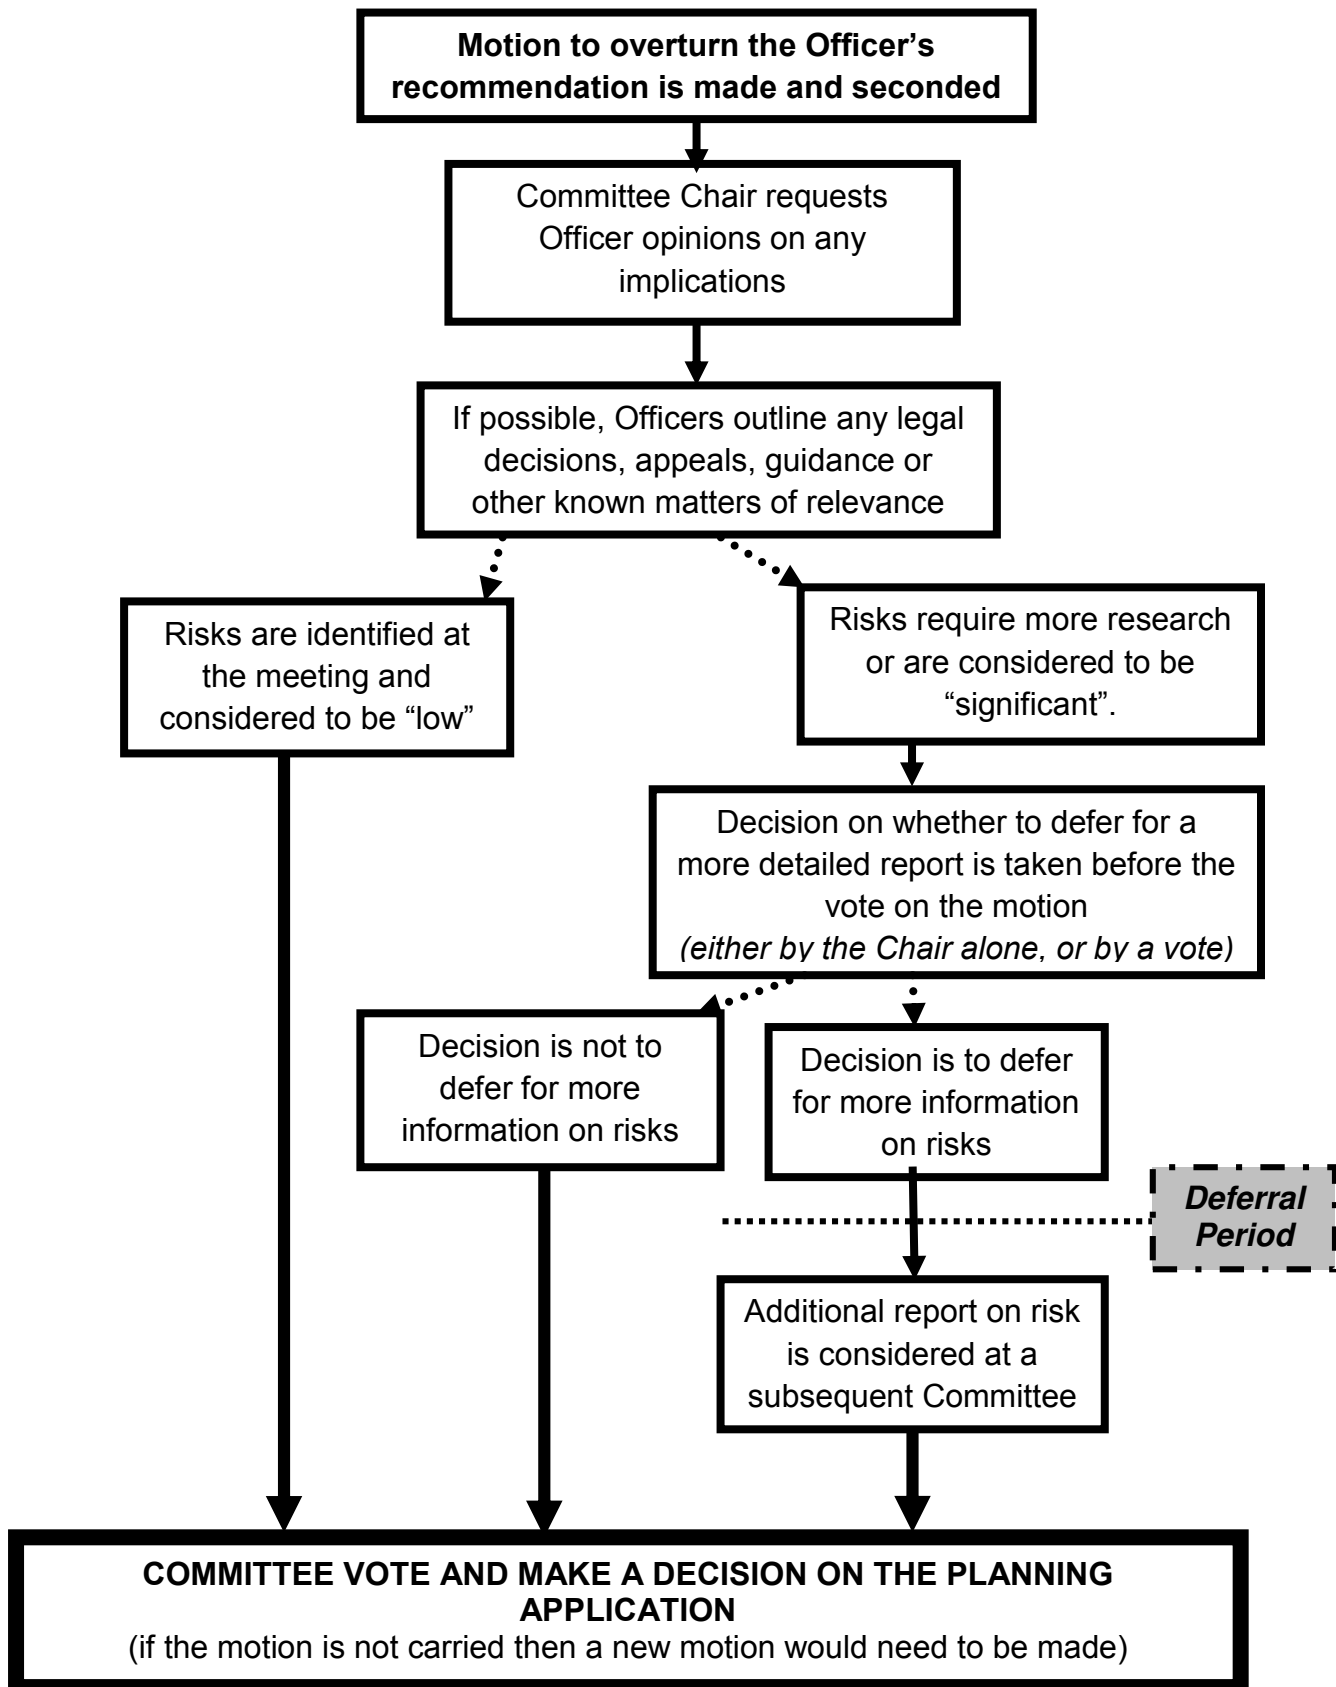 Motion to overturn the Officer’s
recommendation is made and seconded
Committee Chair requests
Officer opinions on any
implications
If possible, Officers outline any legal
decisions, appeals, guidance or
other known matters of relevance
Risks are identified at
the meeting and
considered to be “low”
Risks require more research
or are considered to be
“significant”.
Decision on whether to defer for a
more detailed report is taken before the
vote on the motion
(either by the Chair alone, or by a vote)
Decision is not to
defer for more
information on risks
Decision is to defer
for more information
on risks
Deferral
Period
Additional report on risk
is considered at a
subsequent Committee
COMMITTEE VOTE AND MAKE A DECISION ON THE PLANNING
APPLICATION
(if the motion is not carried then a new motion would need to be made)